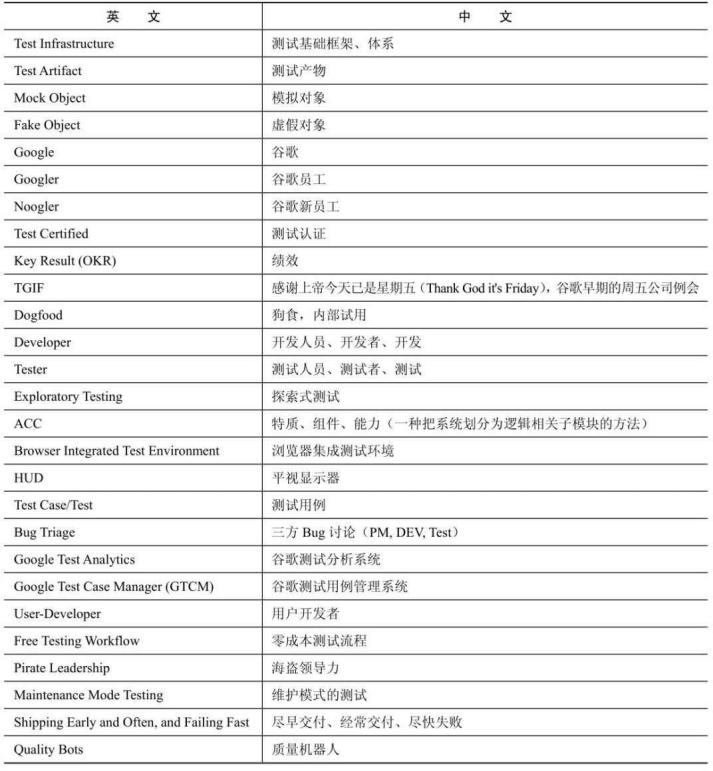 英 文 中 文
Test Infrastructure 测试基础框架、体系
Test Artifact 测试产物
Mock Object 模拟对象
Fake Object 虚假对象
Google 谷歌
Googler 谷歌员工
Noogler 谷歌新员工
Test Certified 测试认证
Key Result (OKR) 绩效
TGIF 感谢上帝今天已是星期五（Thank God it's Friday），谷歌早期的周五公司例会
Dogfood 狗食，内部试用
Developer 开发人员、开发者、开发
Tester 测试人员、测试者、测试
Exploratory Testing 探索式测试
ACC 特质、组件、能力（一种把系统划分为逻辑相关子模块的方法）
Browser Integrated Test Environment 浏览器集成测试环境
HUD 平视显示器
Test Case/Test 测试用例
Bug Triage 三方 Bug 讨论（PM, DEV, Test）
Google Test Analytics 谷歌测试分析系统
Google Test Case Manager (GTCM) 谷歌测试用例管理系统
User-Developer 用户开发者
Free Testing Workflow 零成本测试流程
Pirate Leadership 海盗领导力
Maintenance Mode Testing 维护模式的测试
Shipping Early and Often, and Failing Fast 尽早交付、经常交付、尽快失败
Quality Bots 质量机器人